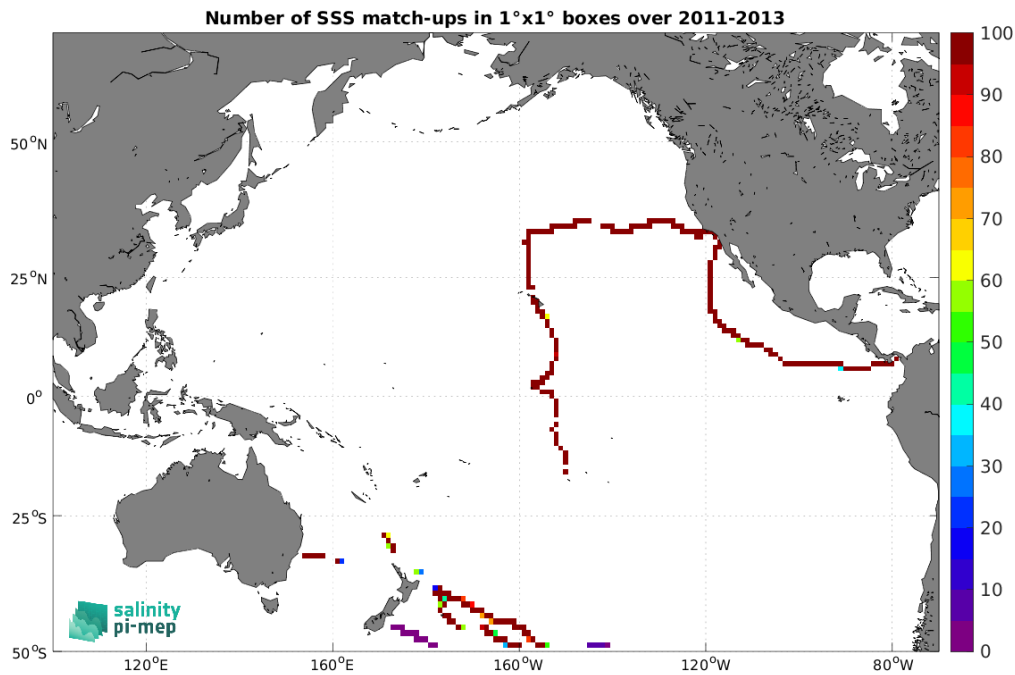 Number of SSS match-ups in 1°x1° boxes over 2011-2013
50°N
25°N
0°
25°S
50°S
120°E
160°E
160°W
120°W
80°W
100
90
80
70
60
50
40
30
20
10
0
salinity
pi-mep